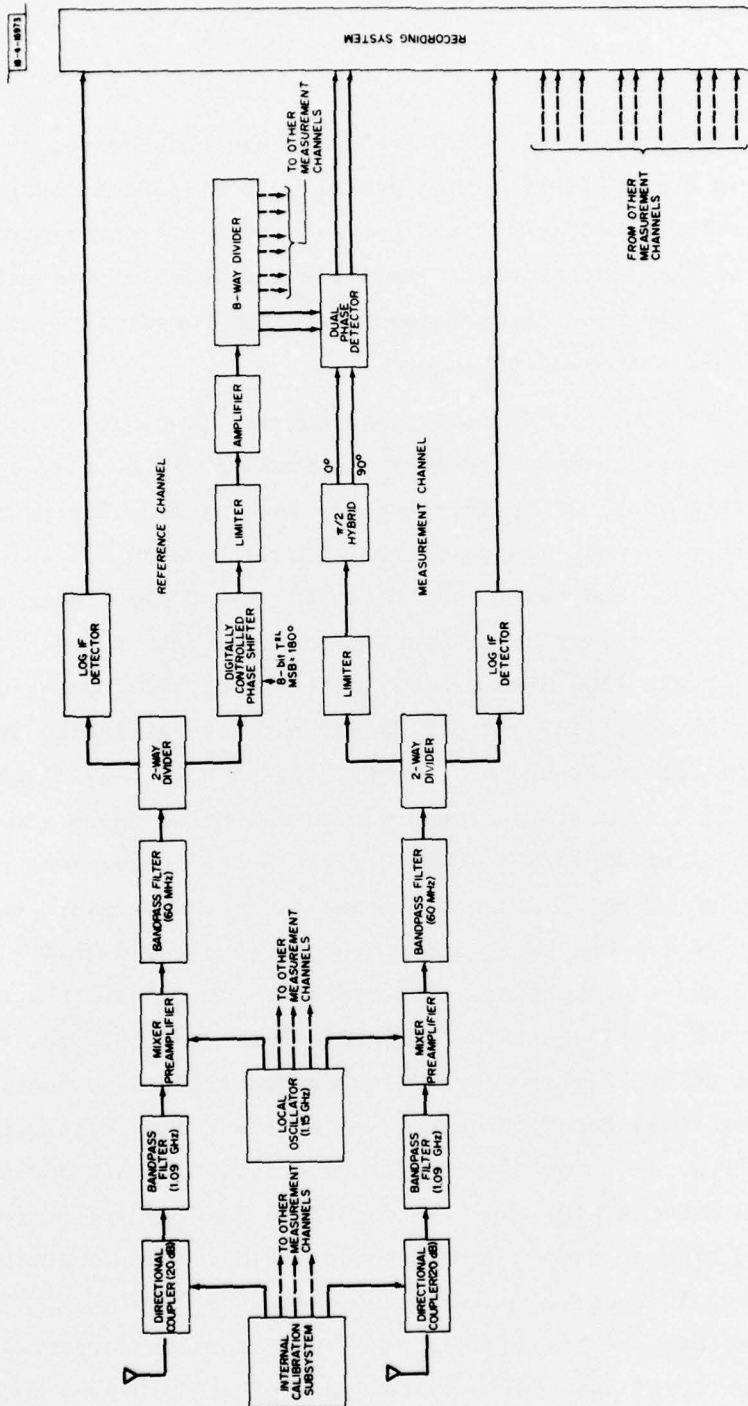 18-4-16973
RECORDING SYSTEM
LOG IF
DETECTOR
REFERENCE CHANNEL
DIGITALLY
CONTROLLED
PHASE SHIFTER
8-bit T²L
MSB = 180°
LIMITER
AMPLIFIER
8-WAY DIVIDER
TO OTHER
MEASUREMENT
CHANNELS
2-WAY
DIVIDER
BANDPASS FILTER
(60 MHz)
MIXER
PREAMPLIFIER
BANDPASS
FILTER
(1.09 GHz)
DIRECTIONAL
COUPLER (20 dB)
INTERNAL
CALIBRATION
SUBSYSTEM
TO OTHER
MEASUREMENT
CHANNELS
LOCAL
OSCILLATOR
(1.15 GHz)
TO OTHER
MEASUREMENT
CHANNELS
LIMITER
π/2
HYBRID
0°
90°
DUAL
PHASE
DETECTOR
MEASUREMENT CHANNEL
DIRECTIONAL
COUPLER(20 dB)
BANDPASS
FILTER
(1.09 GHz)
MIXER
PREAMPLIFIER
BANDPASS FILTER
(60 MHz)
2-WAY
DIVIDER
LOG IF
DETECTOR
FROM OTHER
MEASUREMENT
CHANNELS